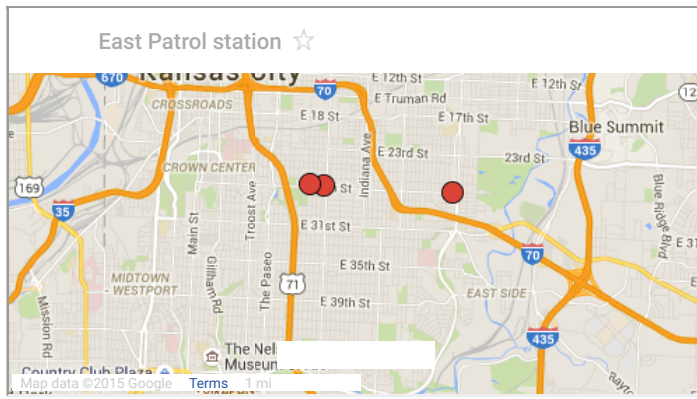 East Patrol station
Kansas City
670
70
E 12th St
E 12th St
E Truman Rd
CROSSROADS
E 18th St
E 17th St
Blue Summit
435
E 23rd St
23rd St
CROWN CENTER
Indiana Ave
169
St
35
Main St
Troost Ave
E 31st St
Blue Ridge Blvd
E 31
70
Gillham Rd
The Paseo
E 35th St
71
MIDTOWN
- WESTPORT
EAST SIDE
E 39th St
Mission Rd
435
The Nel
Museum
Country Club Plaza
Map data ©2015 Google Terms 1 mi